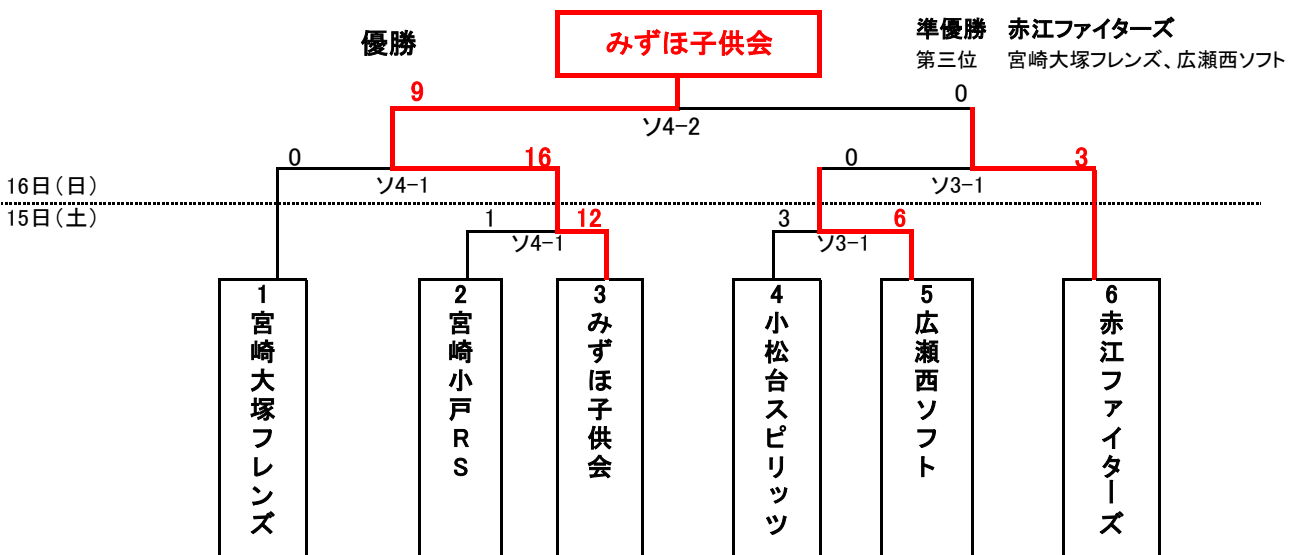 優勝
みずほ子供会
準優勝 赤江ファイターズ
第三位 宮崎大塚フレンズ、広瀬西ソフト
9
0
ソ4-2
0
16
0
3
ソ4-1
ソ3-1
16日(日)
15日(土)
1
12
3
6
ソ4-1
ソ3-1
1
宮崎大塚フレンズ
2
宮崎小戸RS
3
みずほ子供会
4
小松台スピリッツ
5
広瀬西ソフト
6
赤江ファイターズ